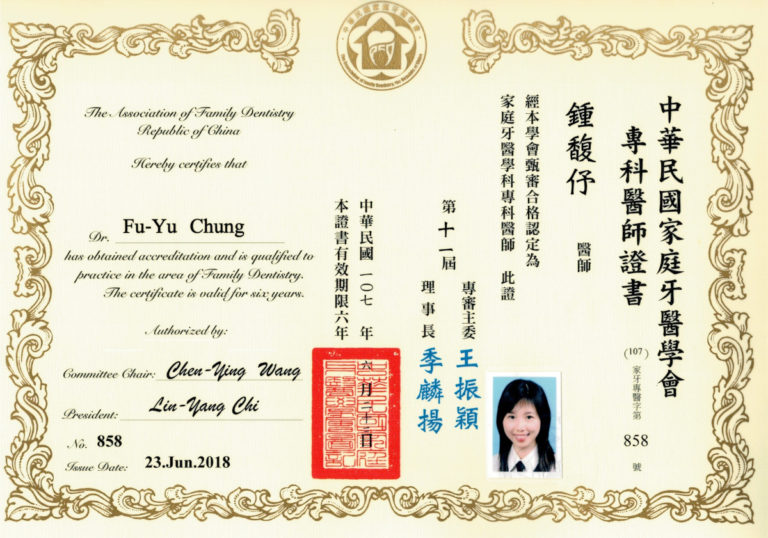 The Association of Family Dentistry
Republic of China
Hereby certifies that
Dr. Fu-Yu Chung
has obtained accreditation and is qualified to
practice in the area of Family Dentistry.
The certificate is valid for six years.
Authorized by:
Committee Chair: Chen-Ying Wang
President: Lin-Yang Chi
No. 858
Issue Date: 23.Jun.2018
中華民國家庭牙醫學會
專科醫師證書
(107) 家牙專醫字第 858 號
鍾馥伃 醫師
經本學會甄審合格認定為
家庭牙醫學科專科醫師 此證
第十一屆
專審主委 王振穎
理事長 季麟揚
中華民國一〇七年六月二十三日
本證書有效期限六年